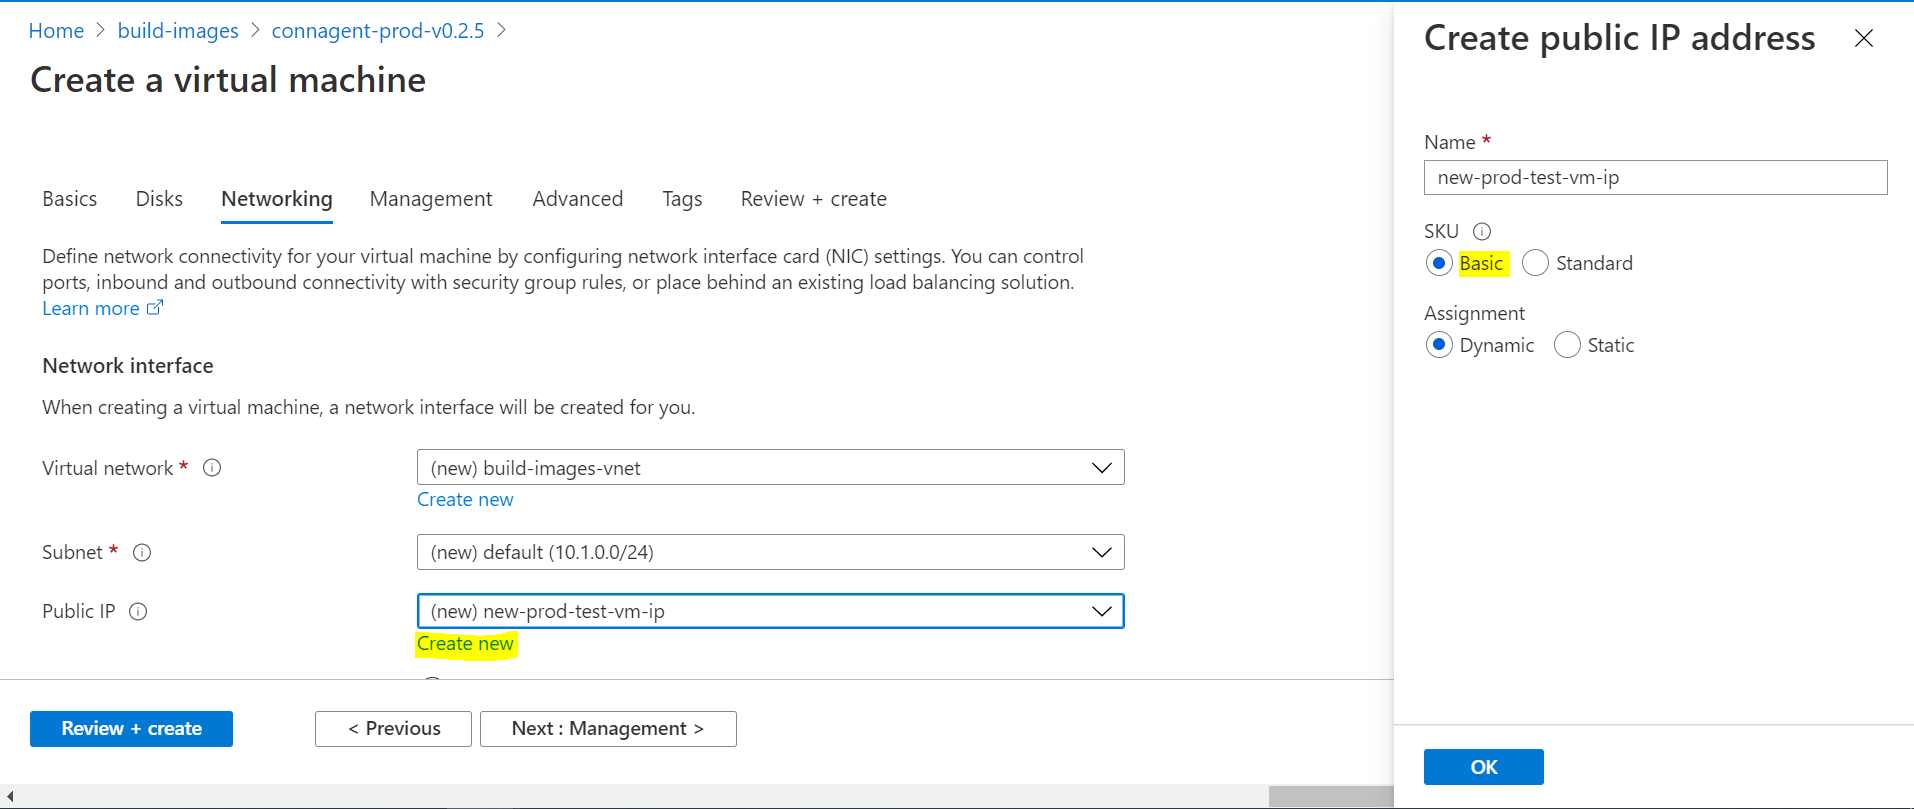 Home > build-images > connagent-prod-v0.2.5 >
Create a virtual machine
Basics Disks Networking Management Advanced Tags Review + create
Define network connectivity for your virtual machine by configuring network interface card (NIC) settings. You can control
ports, inbound and outbound connectivity with security group rules, or place behind an existing load balancing solution.
Learn more
Network interface
When creating a virtual machine, a network interface will be created for you.
Virtual network * (new) build-images-vnet
Create new
Subnet * (new) default (10.1.0.0/24)
Public IP (new) new-prod-test-vm-ip
Create new
Review + create < Previous Next : Management >
Create public IP address
Name *
new-prod-test-vm-ip
SKU
Basic Standard
Assignment
Dynamic Static
OK